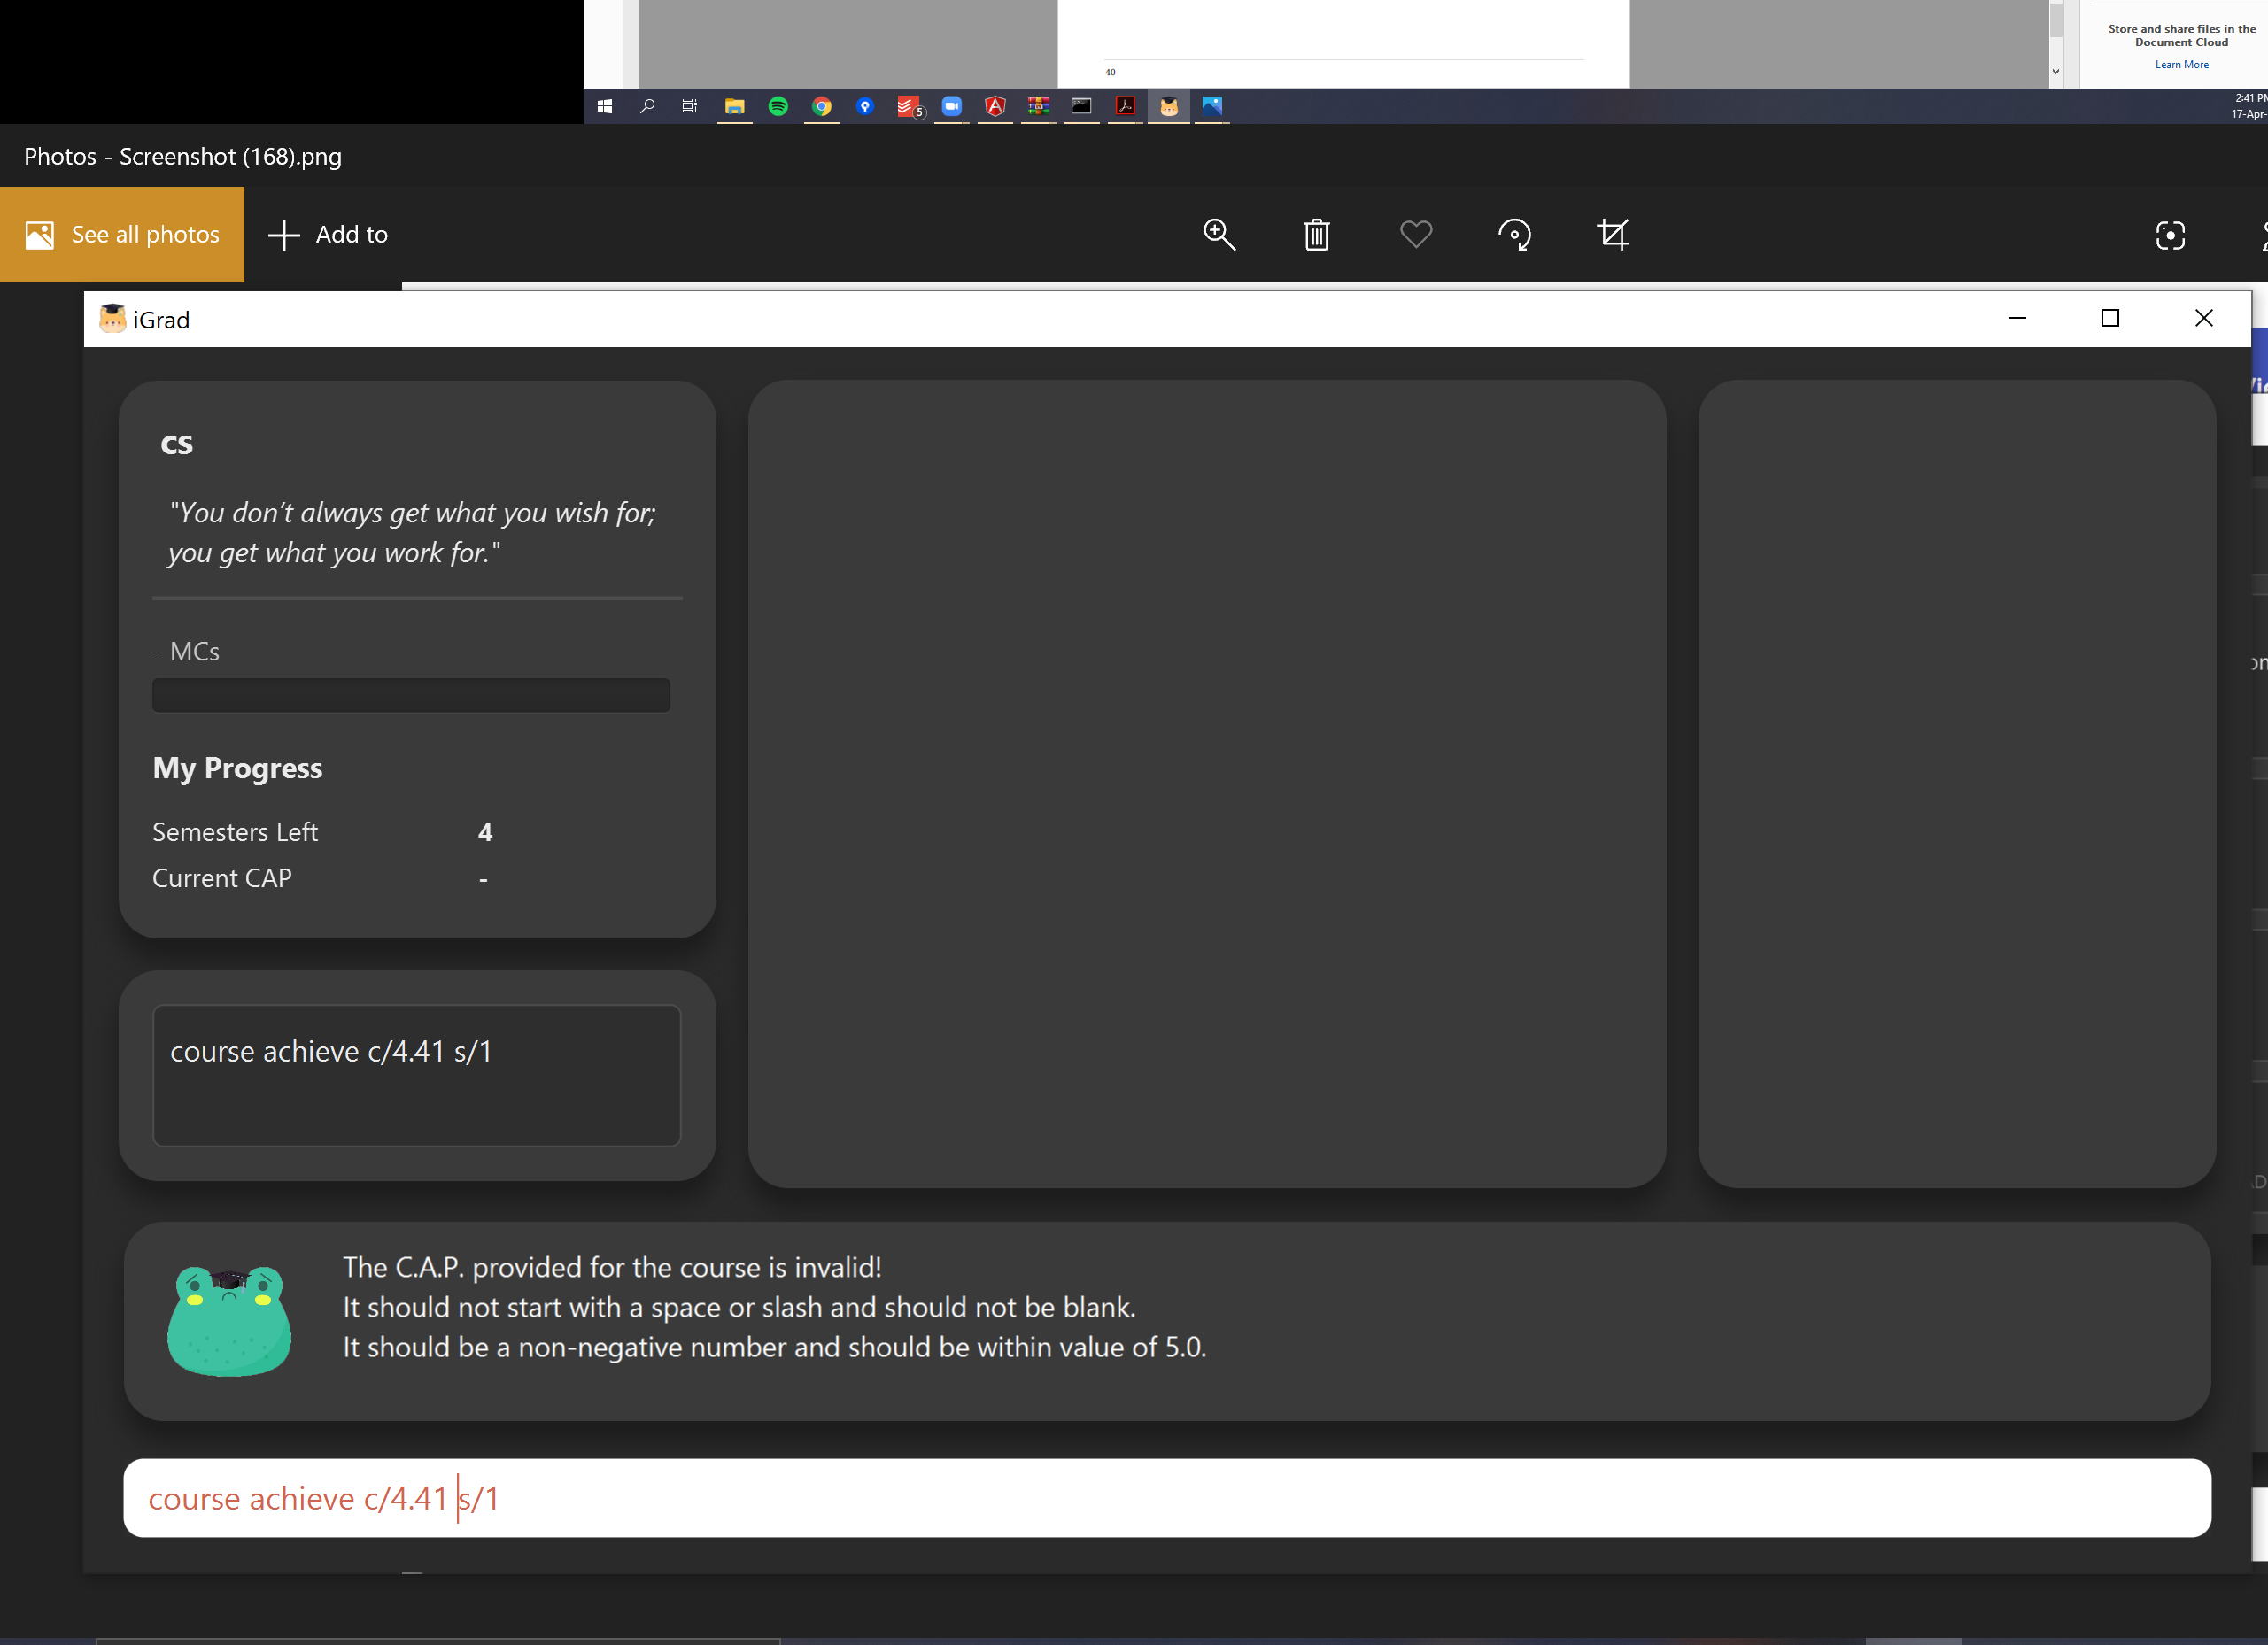 Store and share files in the
Document Cloud
Learn More
40
5
2:41 PM
17-Apr-
Photos - Screenshot (168).png
See all photos
Add to
iGrad
cs
"You don't always get what you wish for;
you get what you work for."
- MCs
My Progress
Semesters Left 4
Current CAP -
course achieve c/4.41 s/1
The C.A.P. provided for the course is invalid!
It should not start with a space or slash and should not be blank.
It should be a non-negative number and should be within value of 5.0.
course achieve c/4.41 s/1